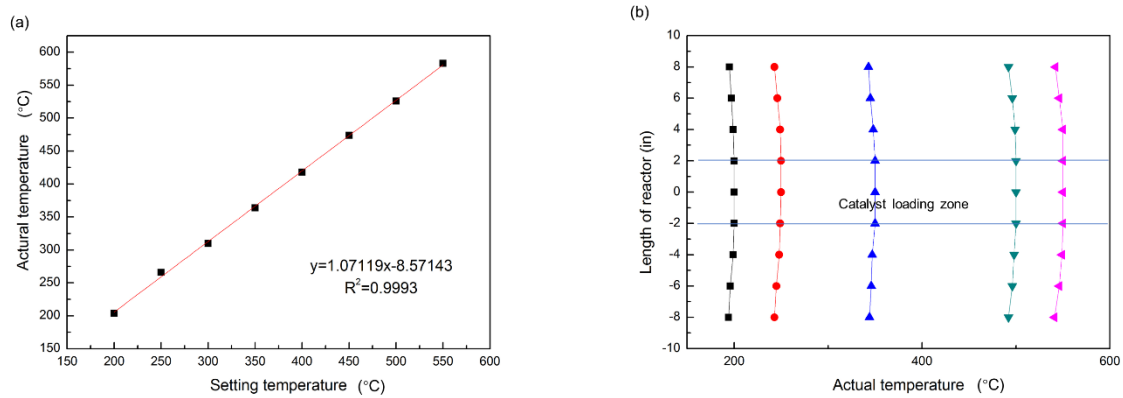 (a)
600
550
500
450
400
350
300
250
200
150
Actural temperature (°C)
y=1.07119x-8.57143
R²=0.9993
150 200 250 300 350 400 450 500 550 600
Setting temperature (°C)
(b)
10
8
6
4
2
0
-2
-4
-6
-8
-10
Length of reactor (in)
Catalyst loading zone
200 400 600
Actual temperature (°C)